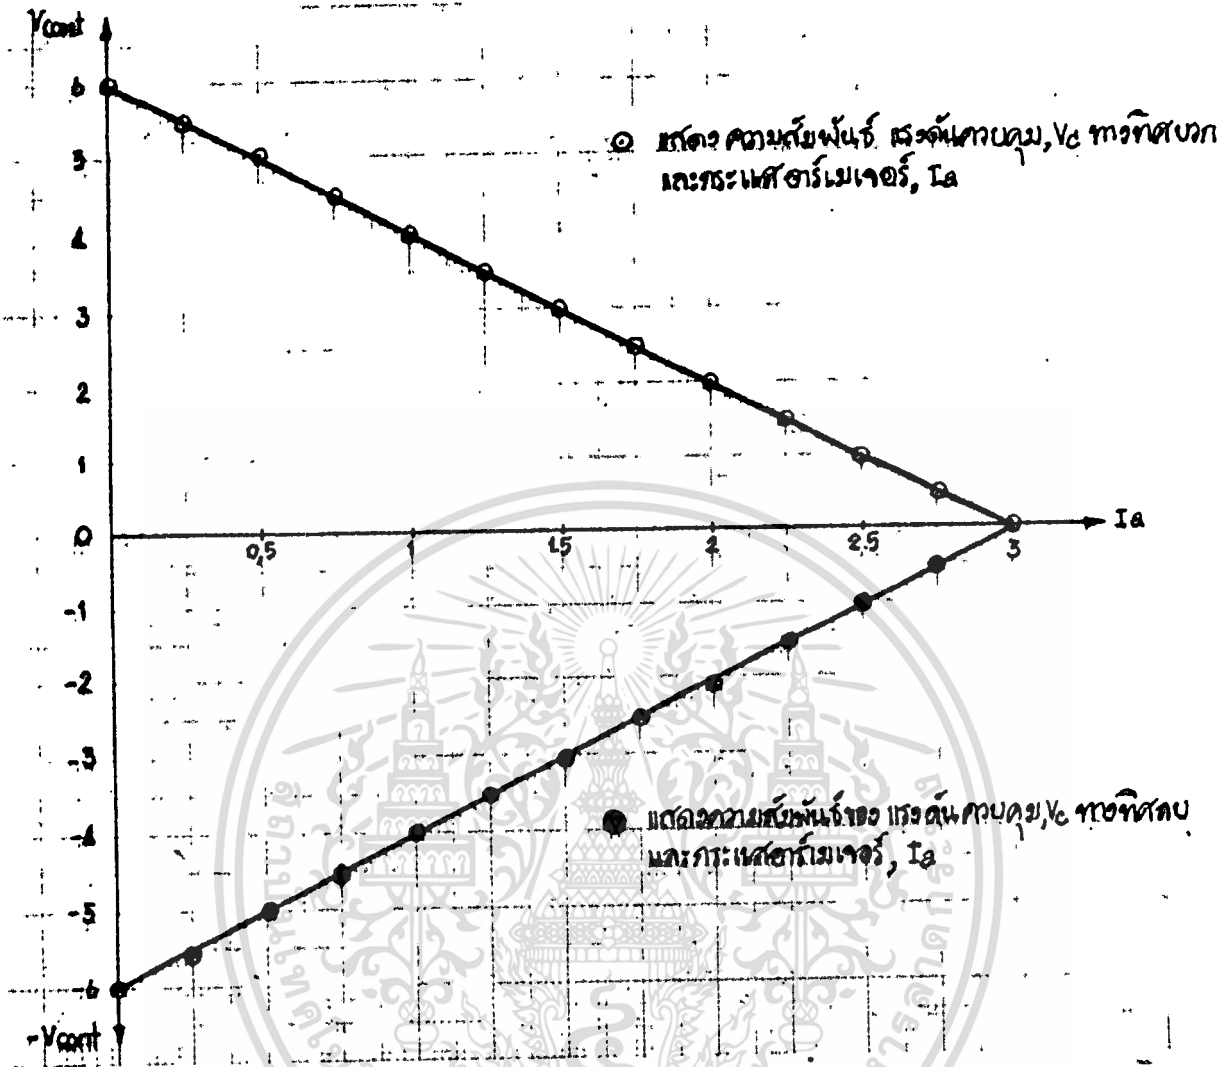 Vcont
6
5
4
3
2
1
0
-1
-2
-3
-4
-5
-6
-Vcont
0,5
1
1.5
2
2.5
3
Ia
แสดง ความสัมพันธ์ แรงดันควบคุม, Vc ทางทิศบวก
และกระแสอาร์เมเจอร์, Ia
แสดงความสัมพันธ์ของ แรงดันควบคุม, Vc ทางทิศลบ
และกระแสอาร์เมเจอร์, Ia